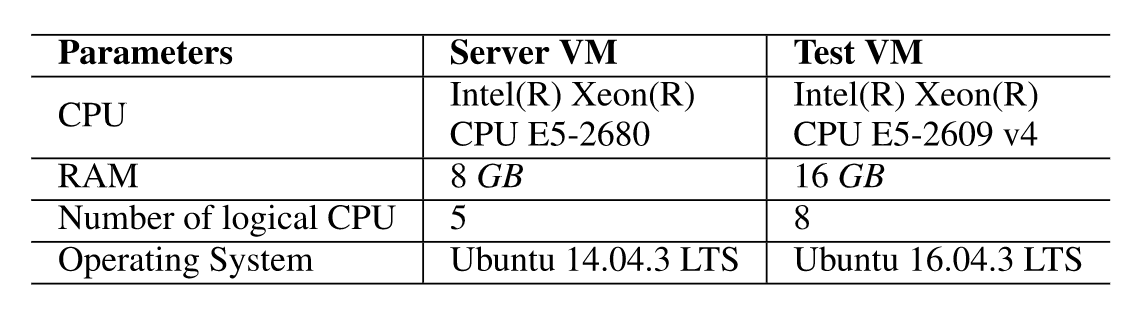 Parameters Server VM Test VM
CPU Intel(R) Xeon(R) CPU E5-2680 Intel(R) Xeon(R) CPU E5-2609 v4
RAM 8 GB 16 GB
Number of logical CPU 5 8
Operating System Ubuntu 14.04.3 LTS Ubuntu 16.04.3 LTS